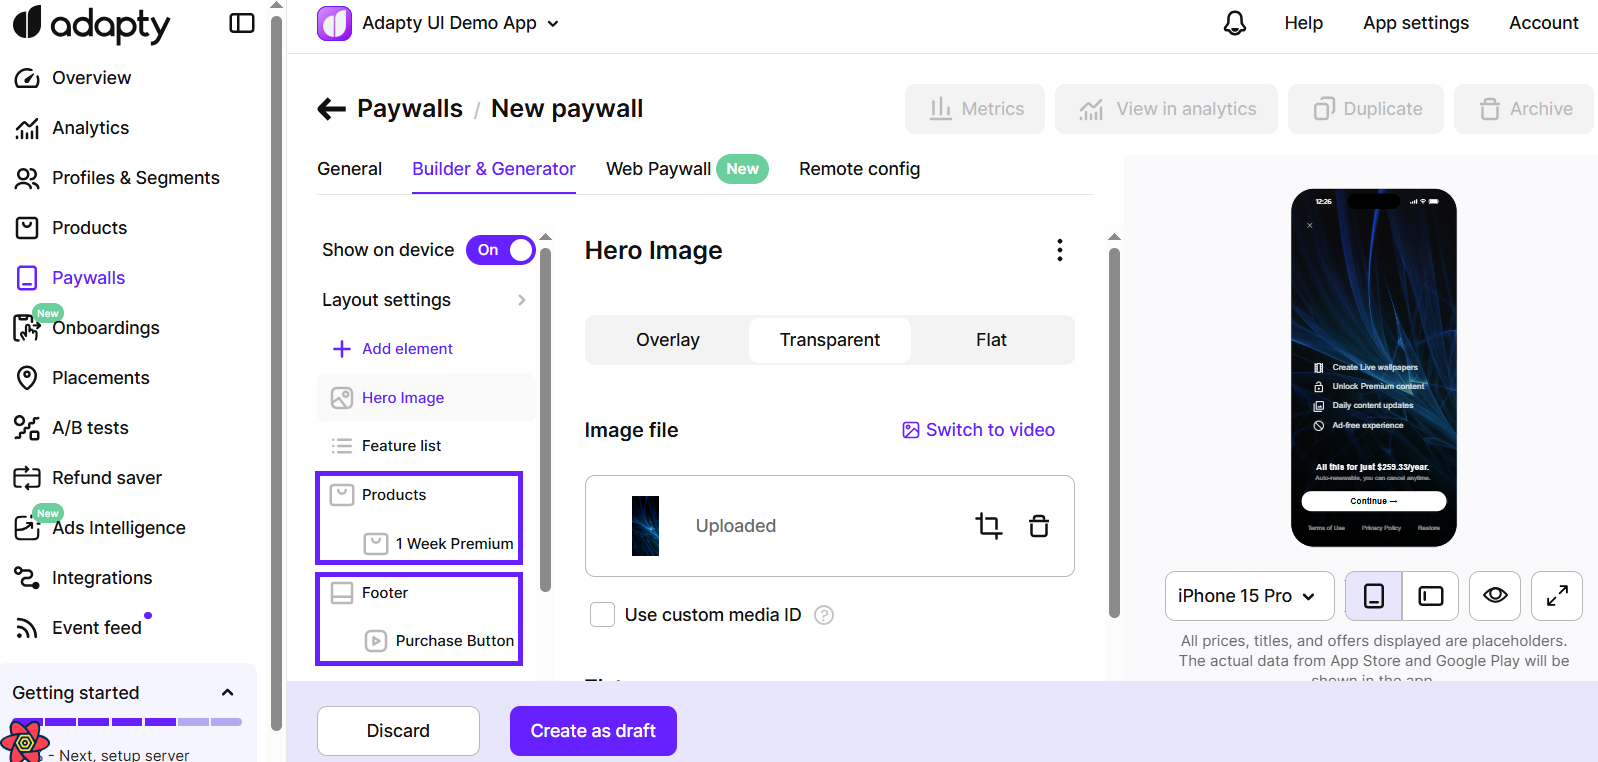 adapty
Adapty UI Demo App
Help
App settings
Account
Overview
Analytics
Profiles & Segments
Products
Paywalls
New
Onboardings
Placements
A/B tests
Refund saver
New
Ads Intelligence
Integrations
Event feed
Getting started
- Next, setup server
Paywalls / New paywall
Metrics
View in analytics
Duplicate
Archive
General
Builder & Generator
Web Paywall New
Remote config
Show on device On
Layout settings
Add element
Hero Image
Feature list
Products
1 Week Premium
Footer
Purchase Button
Hero Image
Overlay
Transparent
Flat
Image file
Switch to video
Uploaded
Use custom media ID ?
12:26
Create Live wallpapers
Unlock Premium content
Daily content updates
Ad-free experience
All this for just $259.33/year.
Auto-renewable, you can cancel anytime.
Continue →
Terms of Use
Privacy Policy
Restore
iPhone 15 Pro
All prices, titles, and offers displayed are placeholders.
The actual data from App Store and Google Play will be
shown in the app
Discard
Create as draft